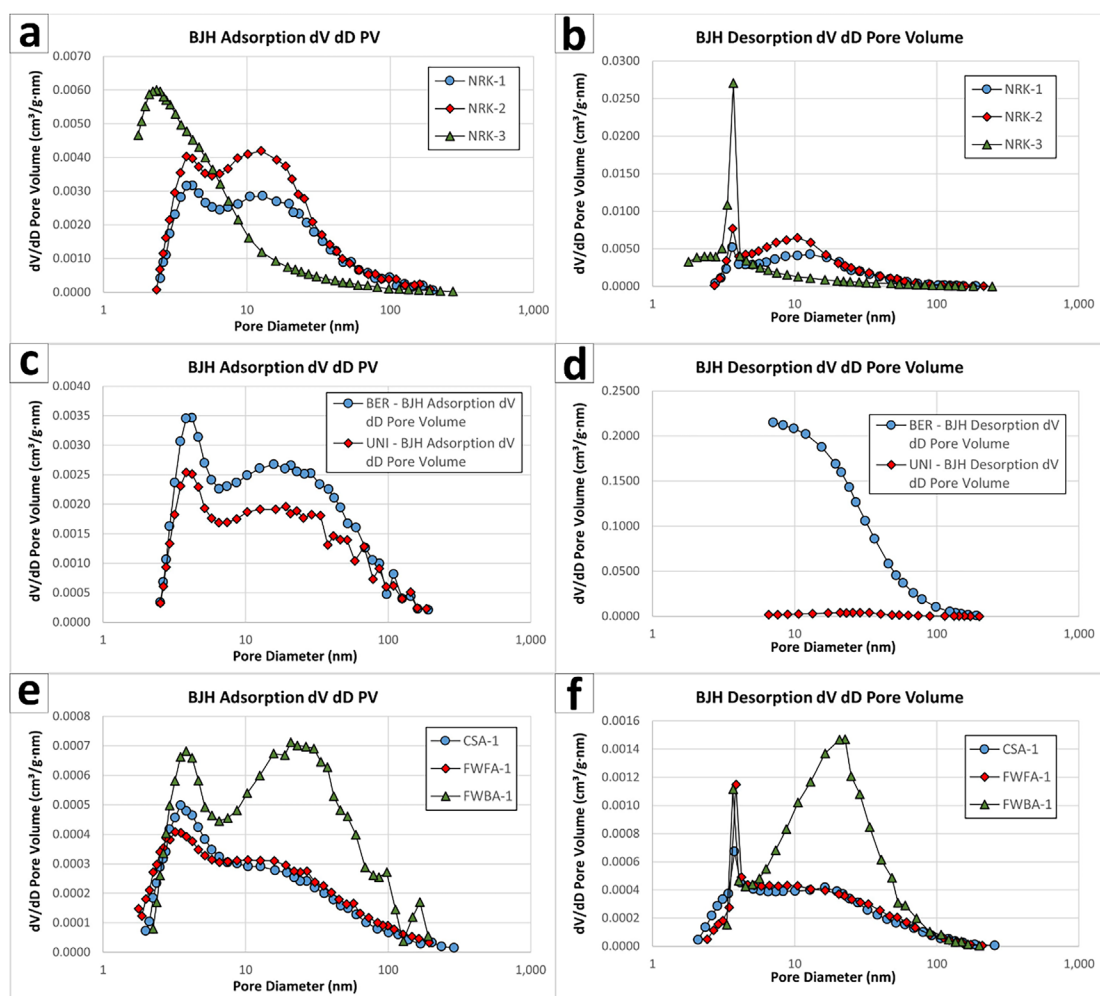 a
BJH Adsorption dV dD PV
dV/dD Pore Volume (cm³/g·nm)
0.0070
0.0060
0.0050
0.0040
0.0030
0.0020
0.0010
0.0000
NRK-1
NRK-2
NRK-3
1
10
100
1,000
Pore Diameter (nm)
b
BJH Desorption dV dD Pore Volume
dV/dD Pore Volume (cm³/g·nm)
0.0300
0.0250
0.0200
0.0150
0.0100
0.0050
0.0000
NRK-1
NRK-2
NRK-3
1
10
100
1,000
Pore Diameter (nm)
c
BJH Adsorption dV dD PV
dV/dD Pore Volume (cm³/g·nm)
0.0040
0.0035
0.0030
0.0025
0.0020
0.0015
0.0010
0.0005
0.0000
BER - BJH Adsorption dV
dD Pore Volume
UNI - BJH Adsorption dV
dD Pore Volume
1
10
100
1,000
Pore Diameter (nm)
d
BJH Desorption dV dD Pore Volume
dV/dD Pore Volume (cm³/g·nm)
0.2500
0.2000
0.1500
0.1000
0.0500
0.0000
BER - BJH Desorption dV
dD Pore Volume
UNI - BJH Desorption dV
dD Pore Volume
1
10
100
1,000
Pore Diameter (nm)
e
BJH Adsorption dV dD PV
dV/dD Pore Volume (cm³/g·nm)
0.0008
0.0007
0.0006
0.0005
0.0004
0.0003
0.0002
0.0001
0.0000
CSA-1
FWFA-1
FWBA-1
1
10
100
1,000
Pore Diameter (nm)
f
BJH Desorption dV dD Pore Volume
dV/dD Pore Volume (cm³/g·nm)
0.0016
0.0014
0.0012
0.0010
0.0008
0.0006
0.0004
0.0002
0.0000
CSA-1
FWFA-1
FWBA-1
1
10
100
1,000
Pore Diameter (nm)